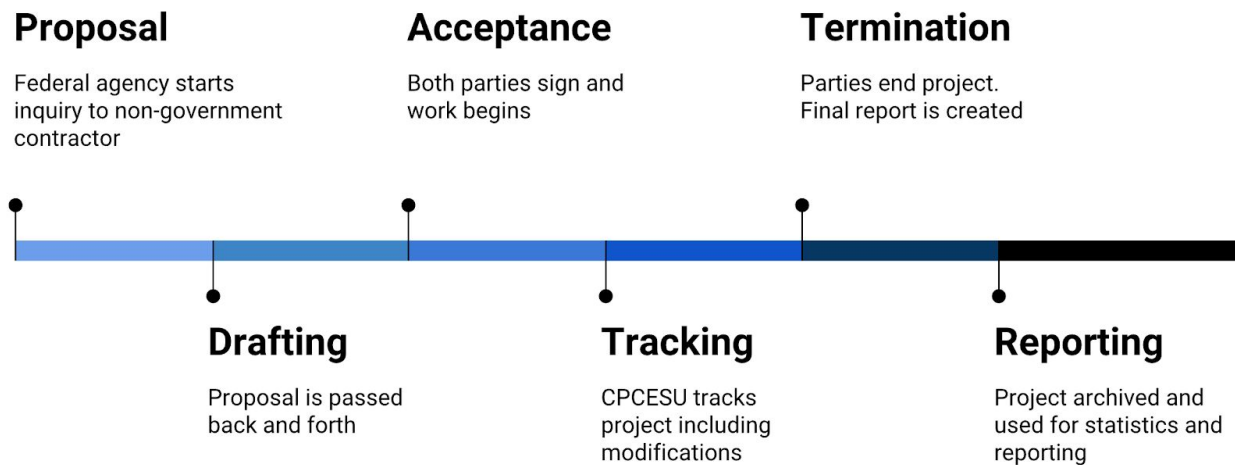 Proposal
Federal agency starts
inquiry to non-government
contractor
Drafting
Proposal is passed
back and forth
Acceptance
Both parties sign and
work begins
Tracking
CPCESU tracks
project including
modifications
Termination
Parties end project.
Final report is created
Reporting
Project archived and
used for statistics and
reporting